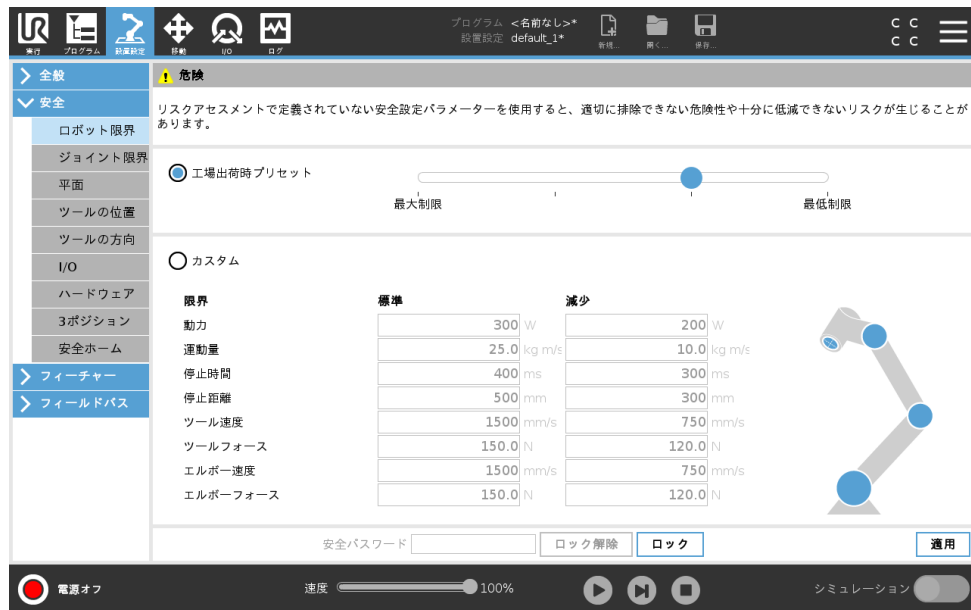 プログラム <名前なし>*
設置設定 default_1*
C C
C C
実行 プログラム 設置設定 移動 I/O ログ 新規... 開く... 保存...
全般
安全
ロボット限界
ジョイント限界
平面
ツールの位置
ツールの方向
I/O
ハードウェア
3ポジション
安全ホーム
フィーチャー
フィールドバス
危険
リスクアセスメントで定義されていない安全設定パラメーターを使用すると、適切に排除できない危険性や十分に低減できないリスクが生じることが
あります。
工場出荷時プリセット
最大制限 最低制限
カスタム
限界 標準 減少
動力 300 W 200 W
運動量 25.0 kg m/s 10.0 kg m/s
停止時間 400 ms 300 ms
停止距離 500 mm 300 mm
ツール速度 1500 mm/s 750 mm/s
ツールフォース 150.0 N 120.0 N
エルボー速度 1500 mm/s 750 mm/s
エルボーフォース 150.0 N 120.0 N
安全パスワード ロック解除 ロック 適用
電源オフ 速度 100% シミュレーション